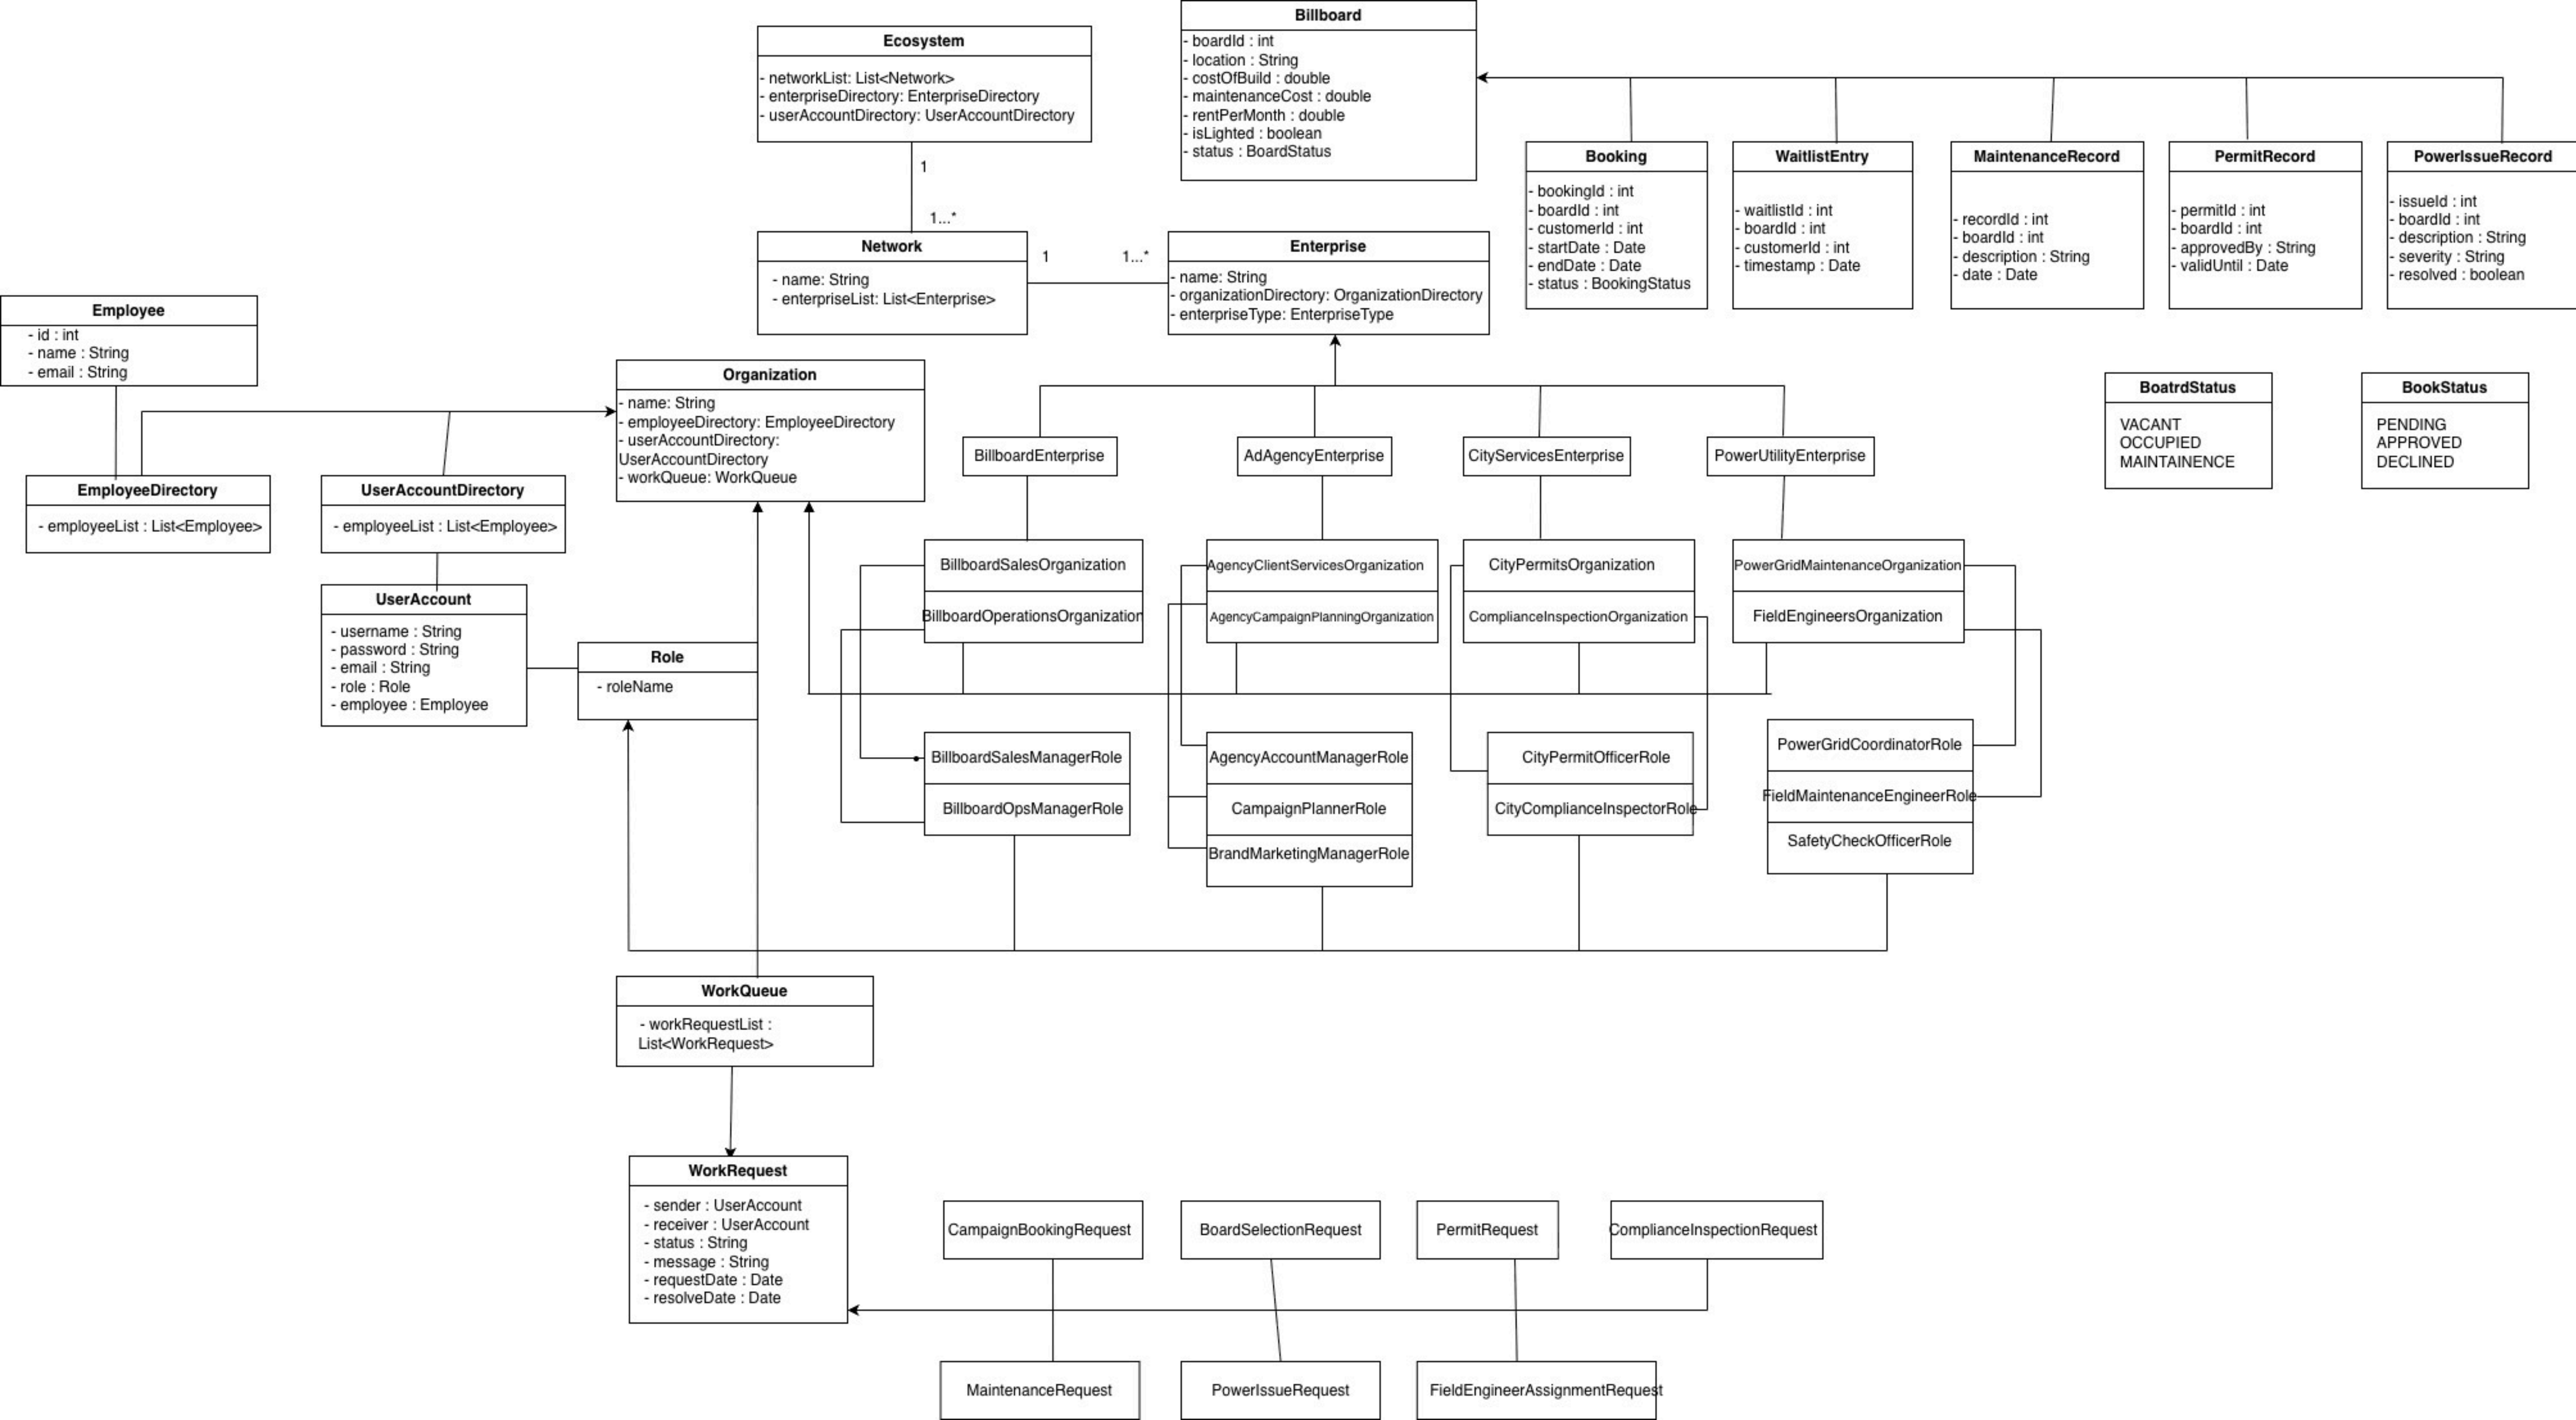 Billboard
- boardId : int
- location : String
- costOfBuild : double
- maintenanceCost : double
- rentPerMonth : double
- isLighted : boolean
- status : BoardStatus
Ecosystem
- networkList: List<Network>
- enterpriseDirectory: EnterpriseDirectory
- userAccountDirectory: UserAccountDirectory
1
1...*
Booking
- bookingId : int
- boardId : int
- customerId : int
- startDate : Date
- endDate : Date
- status : BookingStatus
WaitlistEntry
- waitlistId : int
- boardId : int
- customerId : int
- timestamp : Date
MaintenanceRecord
- recordId : int
- boardId : int
- description : String
- date : Date
PermitRecord
- permitId : int
- boardId : int
- approvedBy : String
- validUntil : Date
PowerIssueRecord
- issueId : int
- boardId : int
- description : String
- severity : String
- resolved : boolean
Network
- name: String
- enterpriseList: List<Enterprise>
1
1...*
Enterprise
- name: String
- organizationDirectory: OrganizationDirectory
- enterpriseType: EnterpriseType
Employee
- id : int
- name : String
- email : String
Organization
- name: String
- employeeDirectory: EmployeeDirectory
- userAccountDirectory:
UserAccountDirectory
- workQueue: WorkQueue
BoatrdStatus
VACANT
OCCUPIED
MAINTAINENCE
BookStatus
PENDING
APPROVED
DECLINED
BillboardEnterprise
AdAgencyEnterprise
CityServicesEnterprise
PowerUtilityEnterprise
EmployeeDirectory
- employeeList : List<Employee>
UserAccountDirectory
- employeeList : List<Employee>
BillboardSalesOrganization
BillboardOperationsOrganization
AgencyClientServicesOrganization
AgencyCampaignPlanningOrganization
CityPermitsOrganization
ComplianceInspectionOrganization
PowerGridMaintenanceOrganization
FieldEngineersOrganization
UserAccount
- username : String
- password : String
- email : String
- role : Role
- employee : Employee
Role
- roleName
BillboardSalesManagerRole
BillboardOpsManagerRole
AgencyAccountManagerRole
CampaignPlannerRole
BrandMarketingManagerRole
CityPermitOfficerRole
CityComplianceInspectorRole
PowerGridCoordinatorRole
FieldMaintenanceEngineerRole
SafetyCheckOfficerRole
WorkQueue
- workRequestList :
List<WorkRequest>
WorkRequest
- sender : UserAccount
- receiver : UserAccount
- status : String
- message : String
- requestDate : Date
- resolveDate : Date
CampaignBookingRequest
BoardSelectionRequest
PermitRequest
ComplianceInspectionRequest
MaintenanceRequest
PowerIssueRequest
FieldEngineerAssignmentRequest